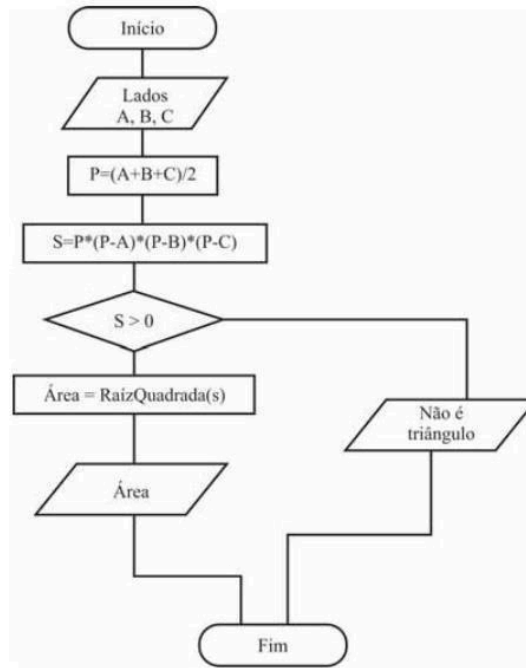 Início
Lados
A, B, C
P=(A+B+C)/2
S=P*(P-A)*(P-B)*(P-C)
S > 0
Área = RaízQuadrada(s)
Não é
triângulo
Área
Fim